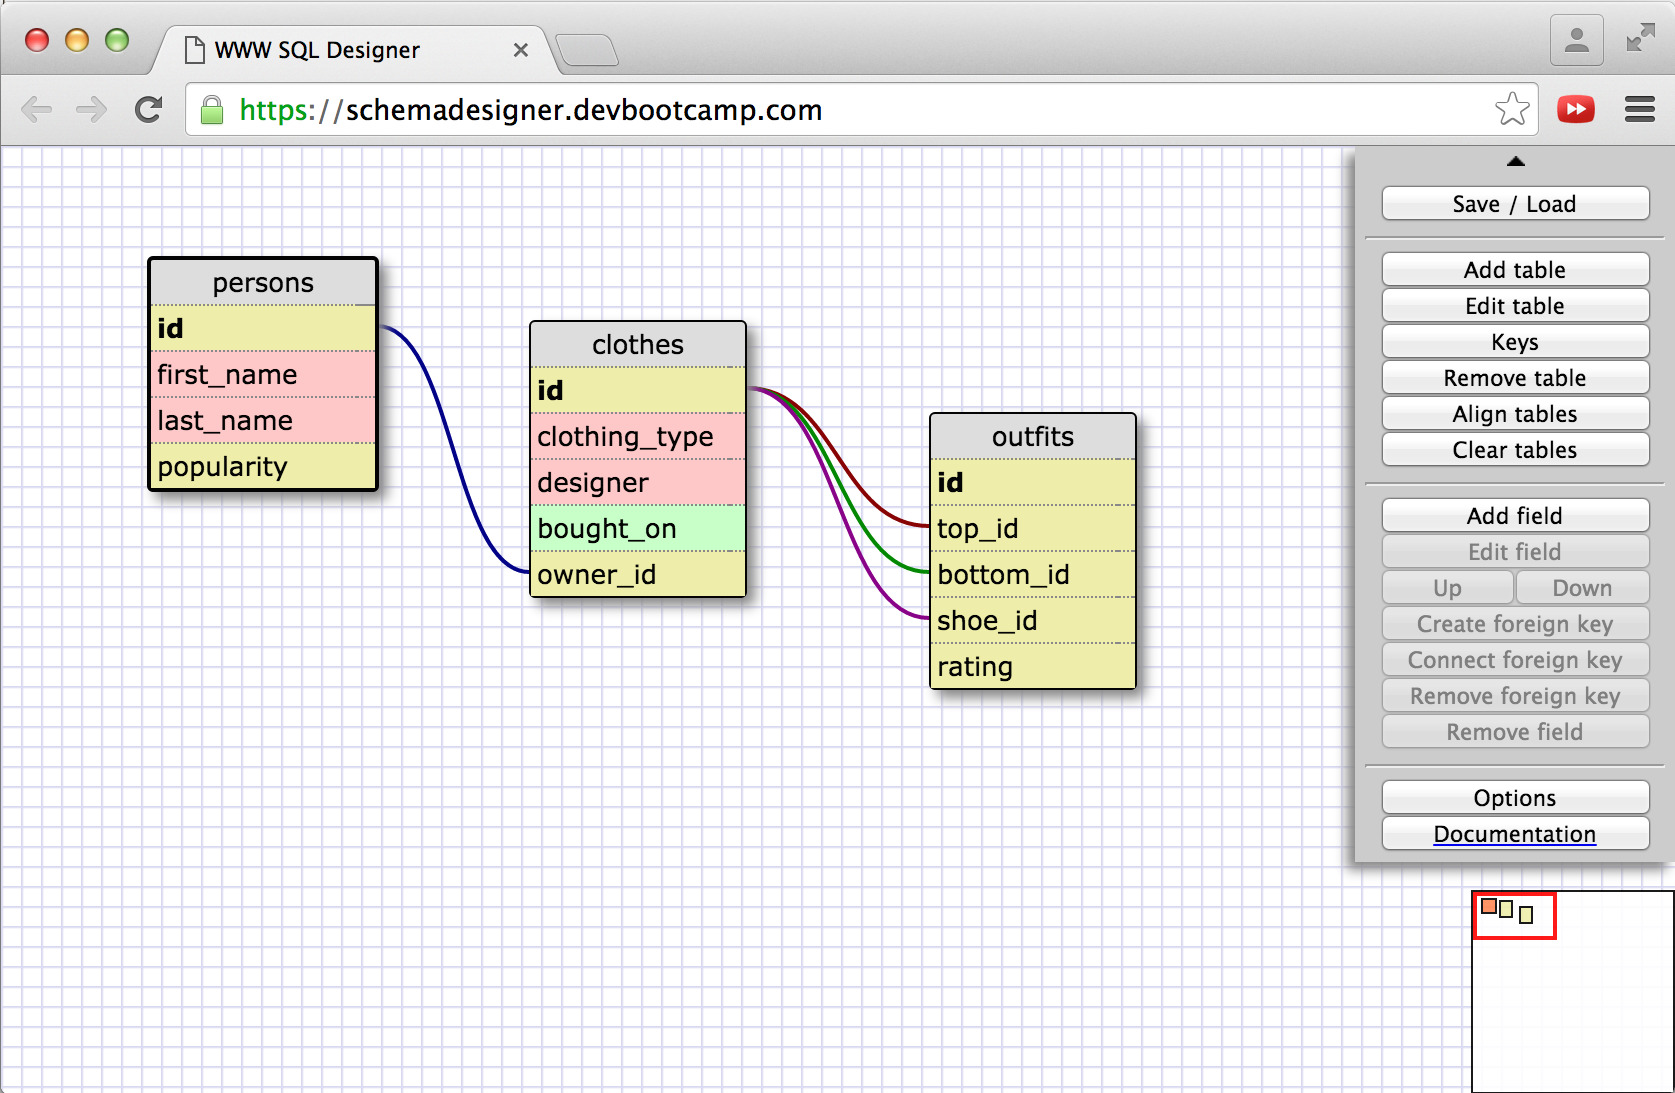 WWW SQL Designer
https://schemadesigner.devbootcamp.com
persons
id
first_name
last_name
popularity
clothes
id
clothing_type
designer
bought_on
owner_id
outfits
id
top_id
bottom_id
shoe_id
rating
Save / Load
Add table
Edit table
Keys
Remove table
Align tables
Clear tables
Add field
Edit field
Up Down
Create foreign key
Connect foreign key
Remove foreign key
Remove field
Options
Documentation